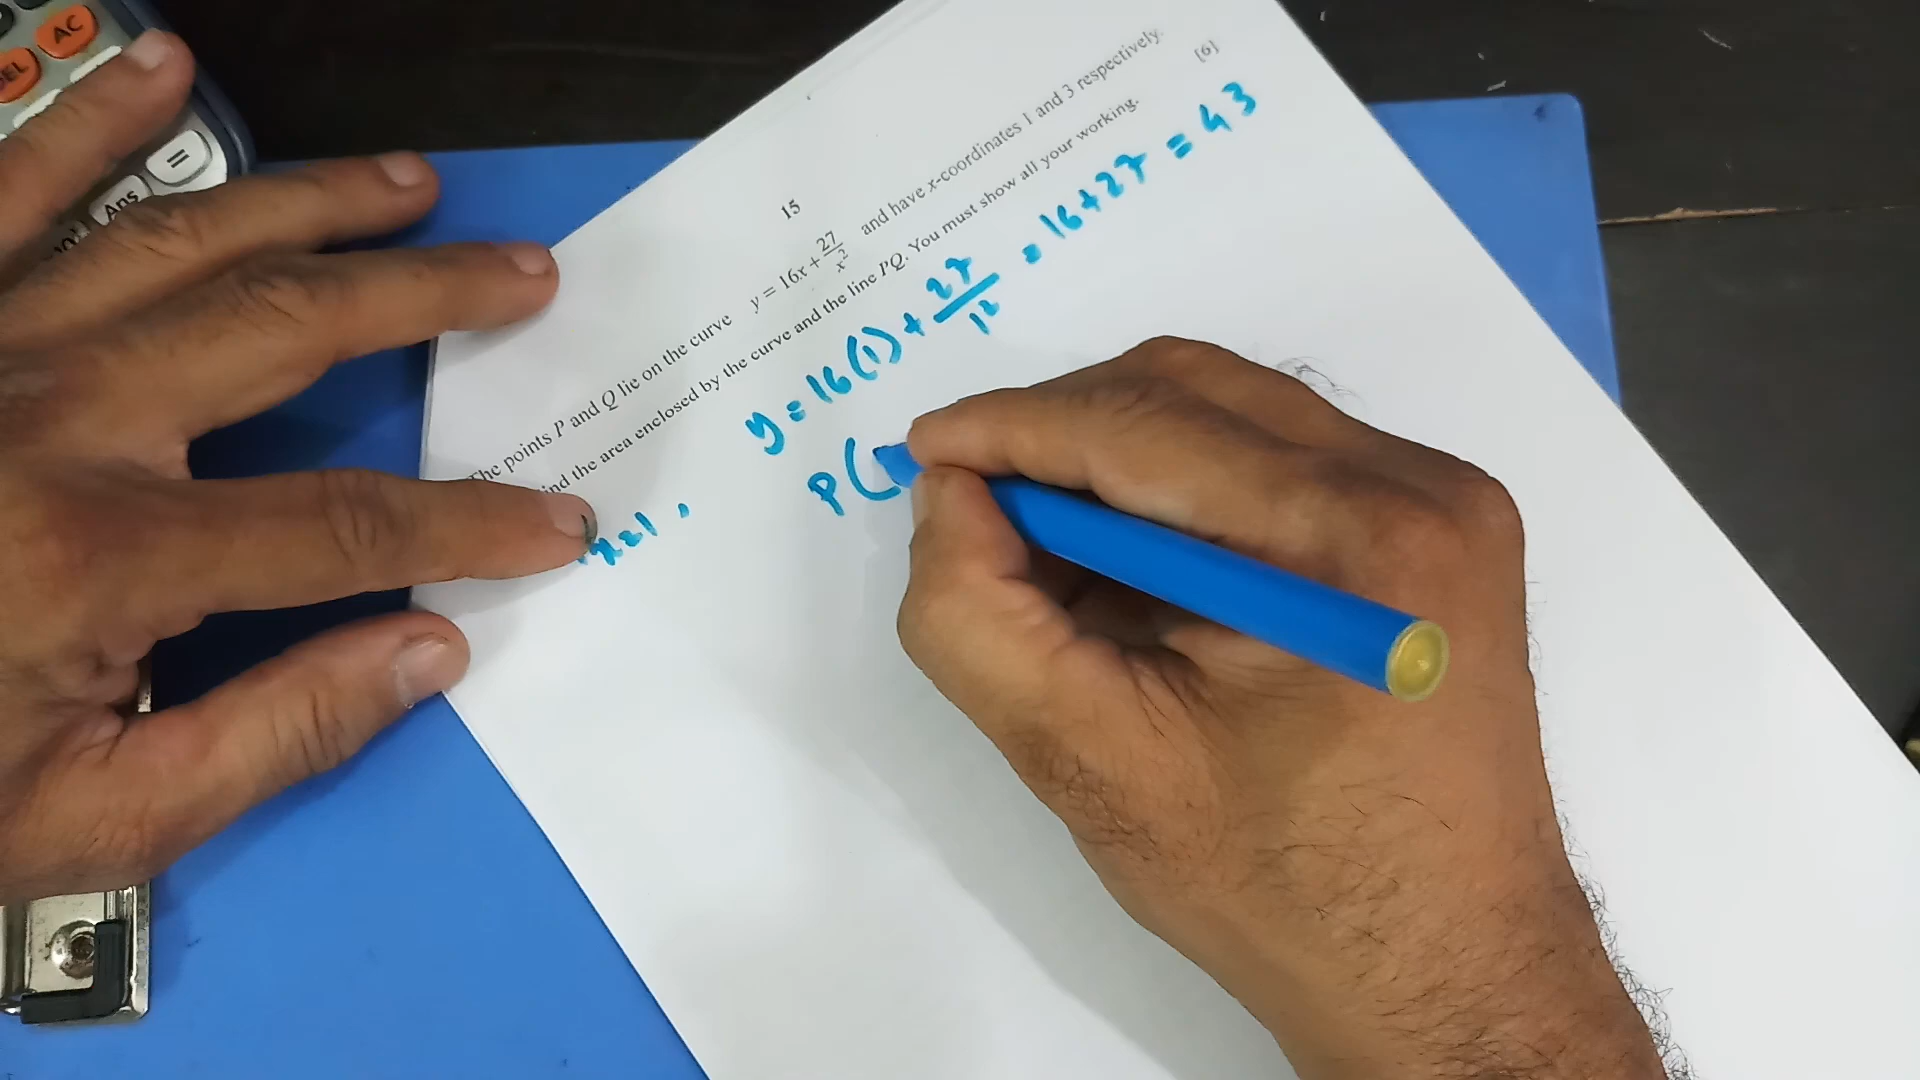 AC
DEL
=
Ans
15
The points P and Q lie on the curve y = 16x + 27/x² and have x-coordinates 1 and 3 respectively.
ind the area enclosed by the curve and the line PQ. You must show all your working. [6]
y = 16(1) + 27/1² = 16+27 = 43
x=1,
P(